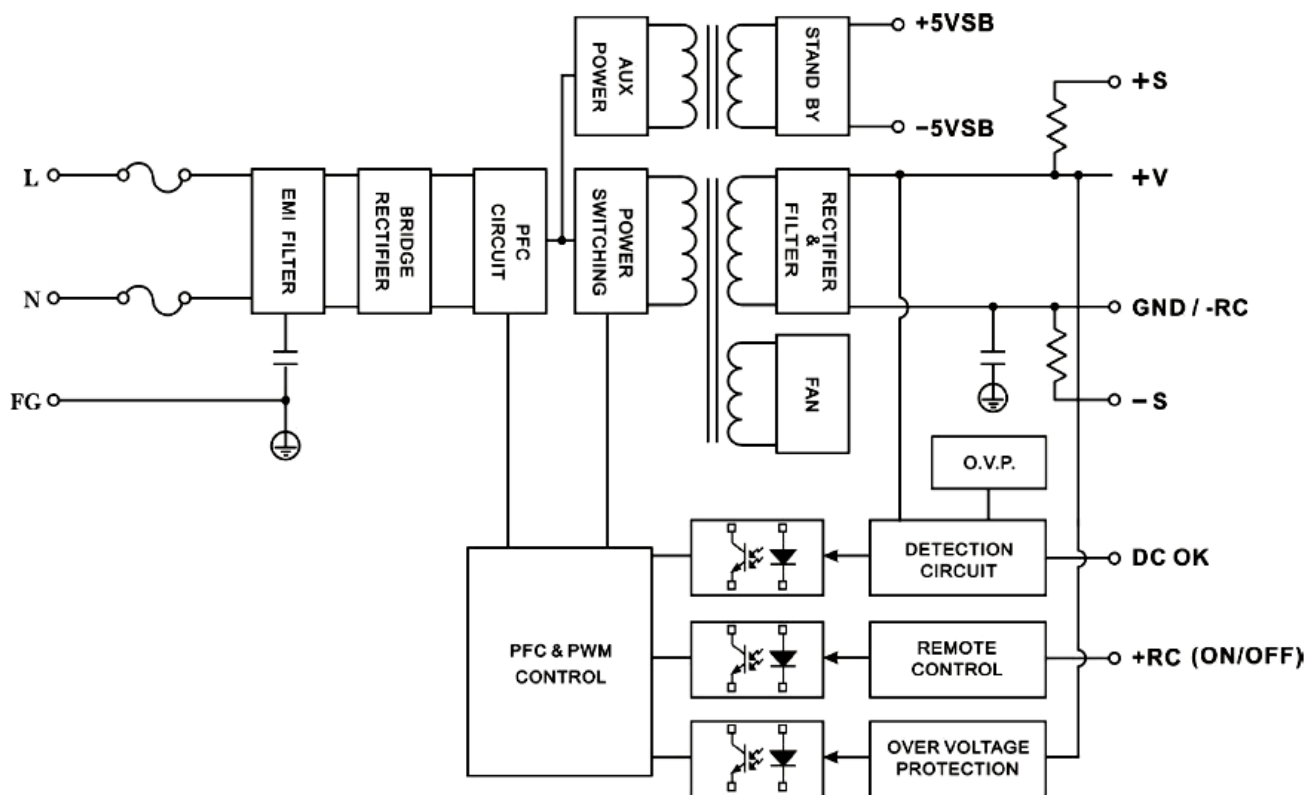 AUX
POWER
STAND BY
+5VSB
-5VSB
+S
L
EMI FILTER
BRIDGE
RECTIFIER
PFC
CIRCUIT
POWER
SWITCHING
RECTIFIER
&
FILTER
+V
N
GND / -RC
FG
FAN
-S
O.V.P.
DETECTION
CIRCUIT
DC OK
PFC & PWM
CONTROL
REMOTE
CONTROL
+RC (ON/OFF)
OVER VOLTAGE
PROTECTION